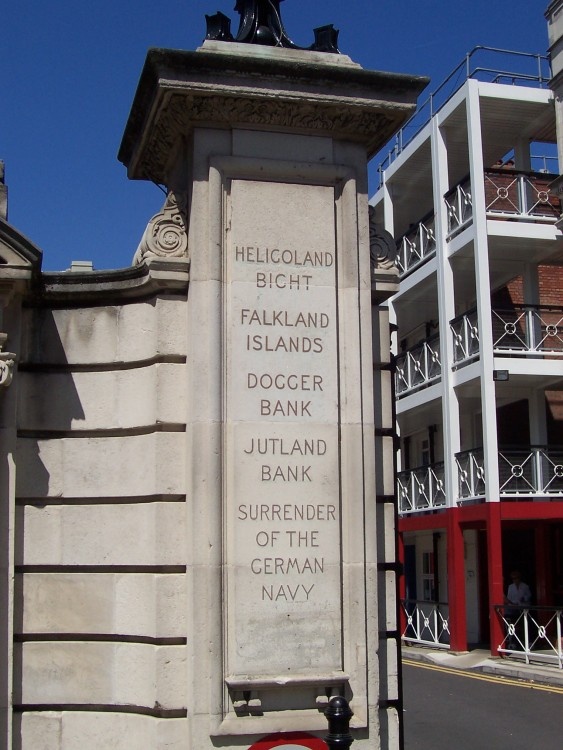 HELIGOLAND
BIGHT
FALKLAND
ISLANDS
DOGGER
BANK
JUTLAND
BANK
SURRENDER
OF THE
GERMAN
NAVY